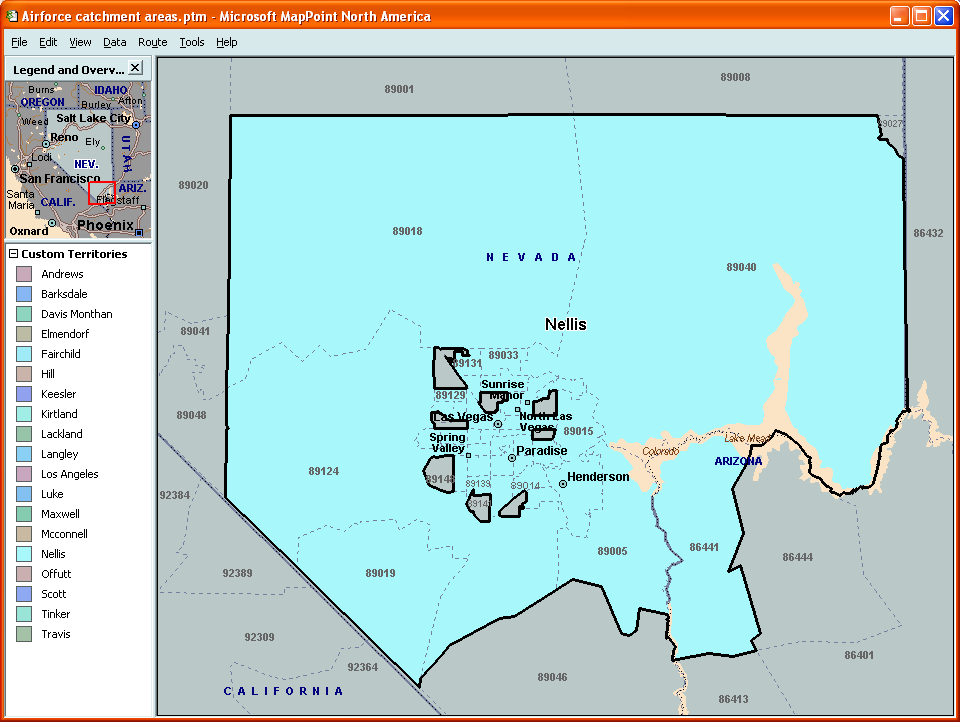 Airforce catchment areas.ptm - Microsoft MapPoint North America
File Edit View Data Route Tools Help
Legend and Overv...
Burns
IDAHO
OREGON
Burley
Afton
Weed
Salt Lake City
Reno
Ely
UTAH
Lodi
NEV.
San Francisco
ARIZ.
Santa Maria
CALIF.
Flagstaff
Phoenix
Oxnard
Custom Territories
Andrews
Barksdale
Davis Monthan
Elmendorf
Fairchild
Hill
Keesler
Kirtland
Lackland
Langley
Los Angeles
Luke
Maxwell
Mcconnell
Nellis
Offutt
Scott
Tinker
Travis
89001
89008
89027
89020
89018
86432
NEVADA
89040
Nellis
89041
89033
89131
Sunrise
Manor
89129
89048
Las Vegas
North Las
Vegas
89015
Spring
Valley
Lake Mead
Colorado
Paradise
ARIZONA
89124
89148
Henderson
89139
89014
92384
89005
86441
86444
92389
89019
92309
86401
92364
89046
CALIFORNIA
86413